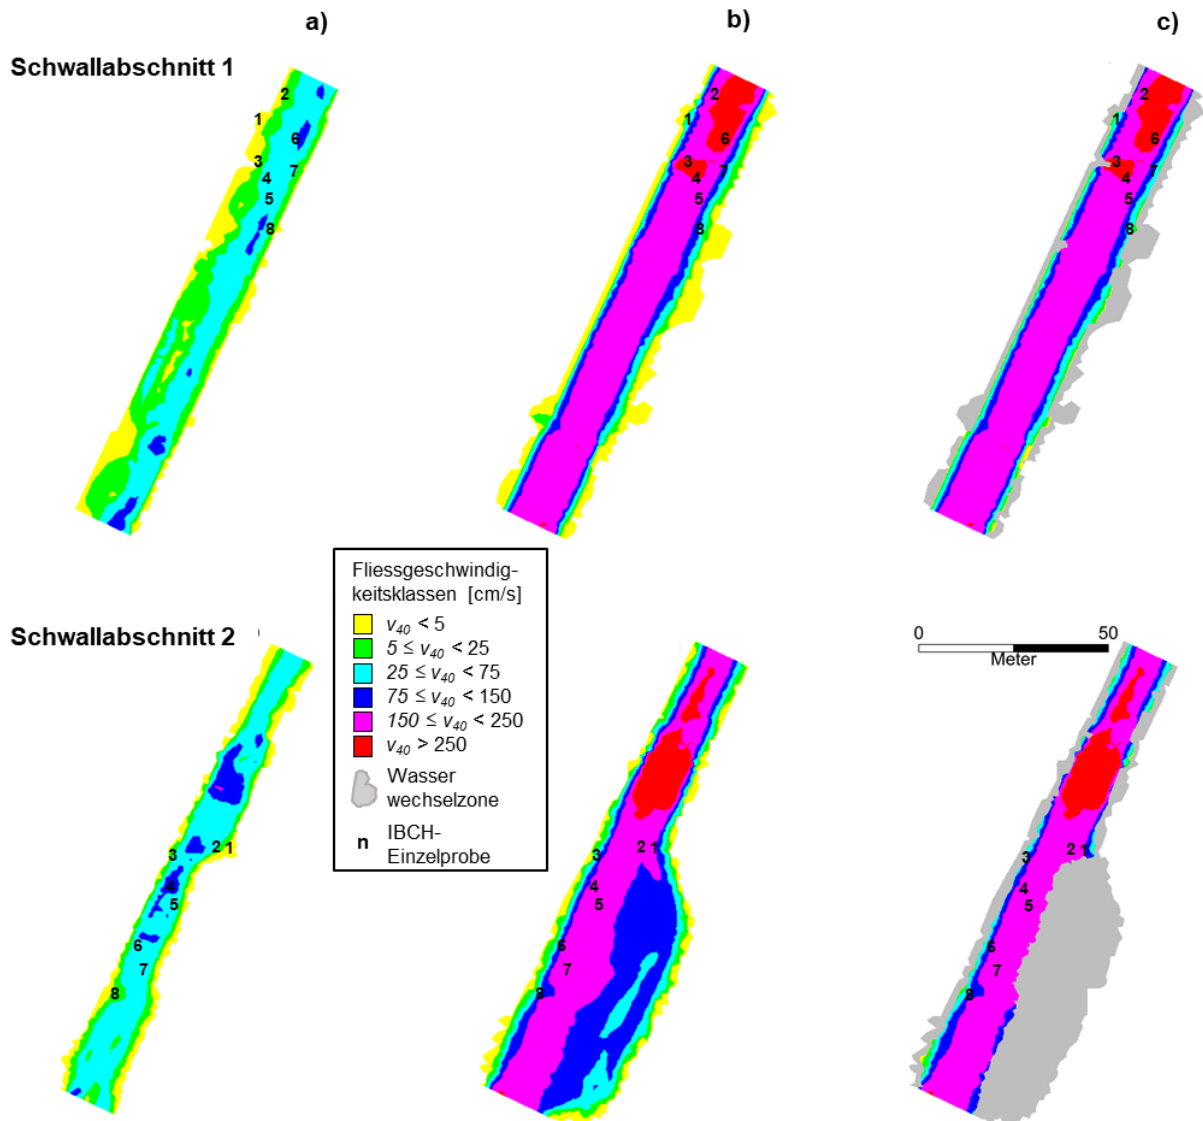 a)
b)
c)
Schwallabschnitt 1
2
1
6
3
7
4
5
8
2
1
6
3
7
4
5
8
2
1
6
3
7
4
5
8
Fliessgeschwindig-
keitsklassen [cm/s]
v40 < 5
5 ≤ v40 < 25
25 ≤ v40 < 75
75 ≤ v40 < 150
150 ≤ v40 < 250
v40 > 250
Wasser
wechselzone
n IBCH-
Einzelprobe
Schwallabschnitt 2
0 50
Meter
3
2
1
4
5
6
7
8
3
2
1
4
5
6
7
8
3
2
1
4
5
6
7
8